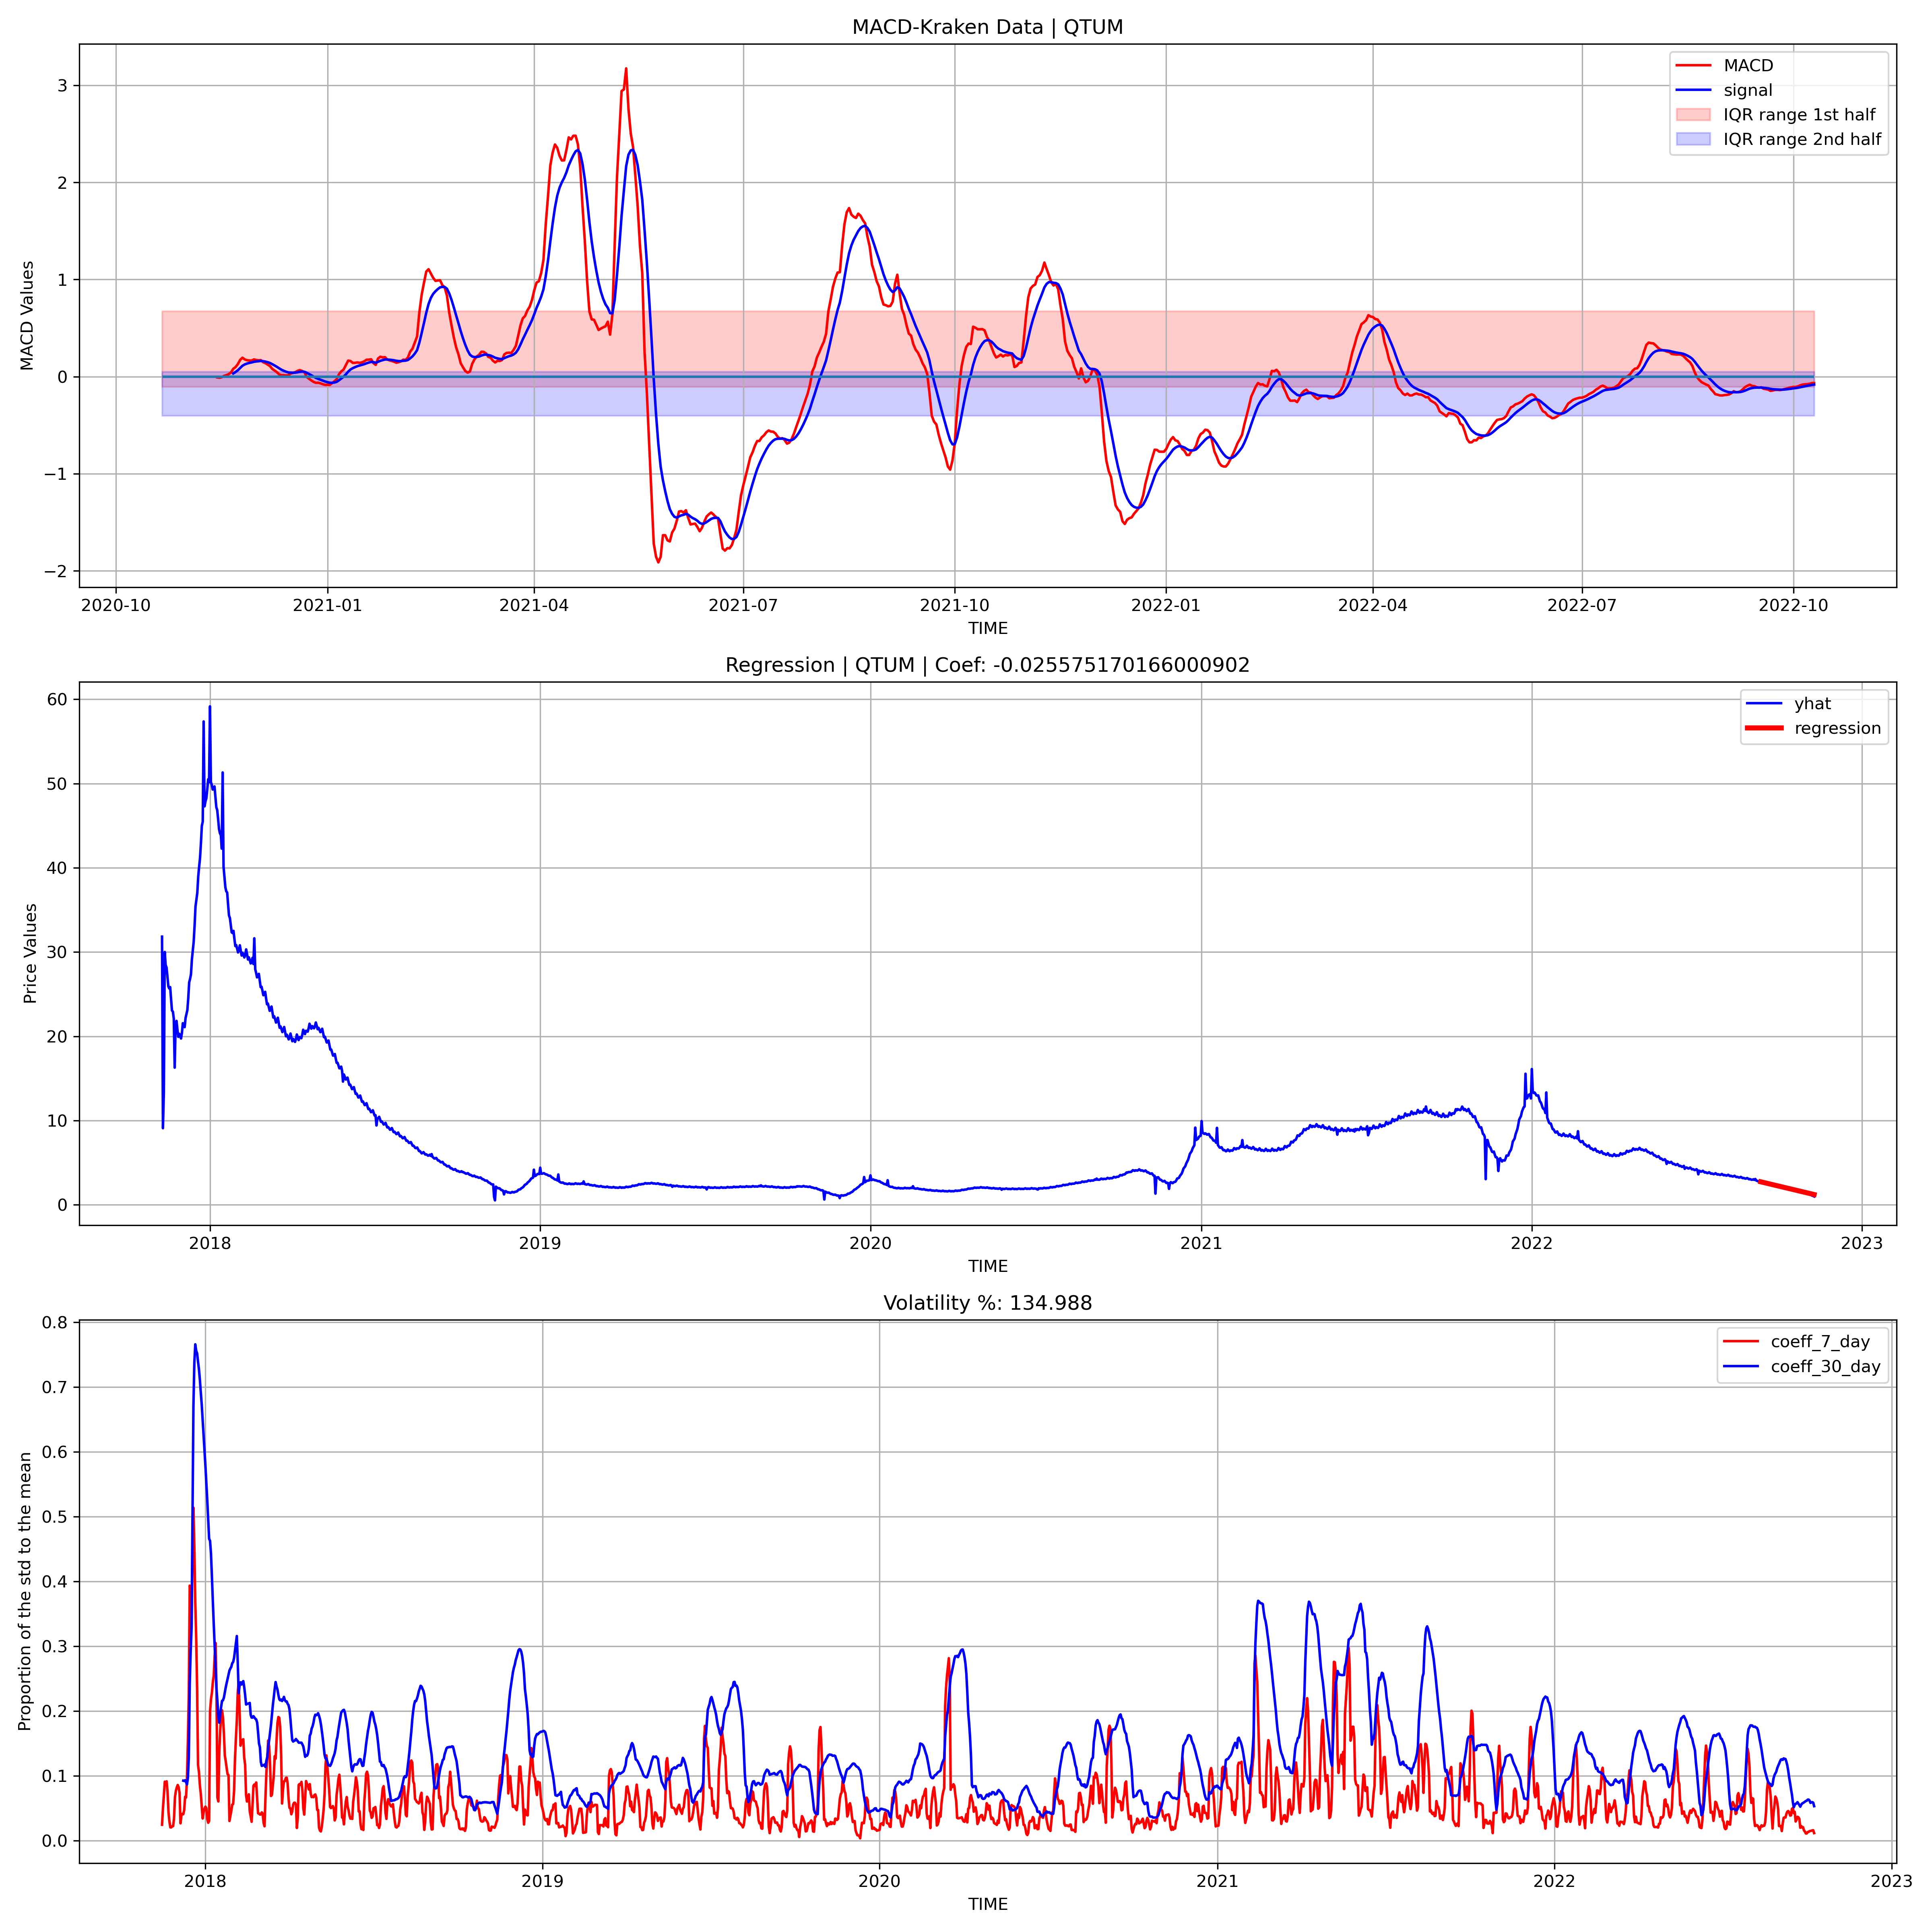 MACD-Kraken Data | QTUM
MACD
signal
IQR range 1st half
IQR range 2nd half
MACD Values
3
2
1
0
−1
−2
2020-10 2021-01 2021-04 2021-07 2021-10 2022-01 2022-04 2022-07 2022-10
TIME
Regression | QTUM | Coef: -0.025575170166000902
yhat
regression
Price Values
60
50
40
30
20
10
0
2018 2019 2020 2021 2022 2023
TIME
Volatility %: 134.988
coeff_7_day
coeff_30_day
Proportion of the std to the mean
0.8
0.7
0.6
0.5
0.4
0.3
0.2
0.1
0.0
2018 2019 2020 2021 2022 2023
TIME